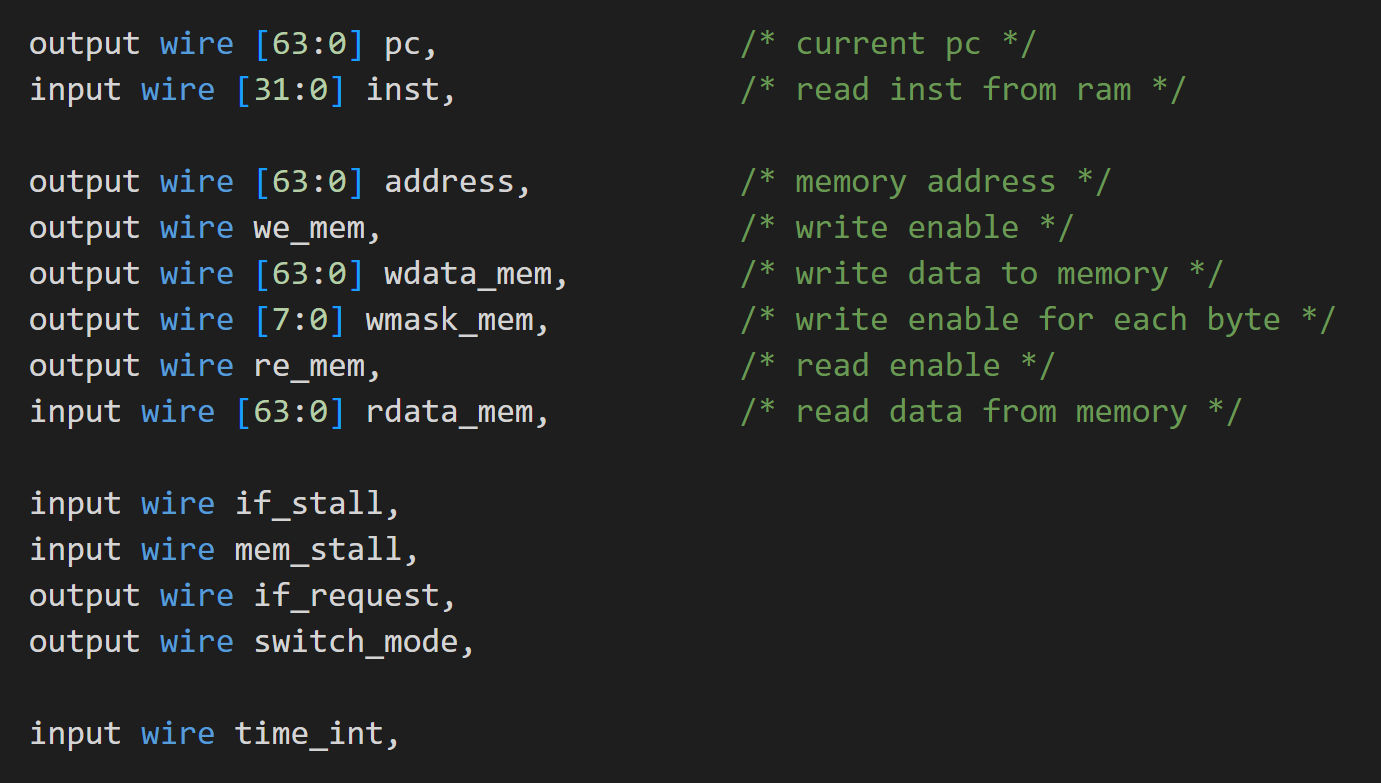 output wire [63:0] pc, /* current pc */
input wire [31:0] inst, /* read inst from ram */
output wire [63:0] address, /* memory address */
output wire we_mem, /* write enable */
output wire [63:0] wdata_mem, /* write data to memory */
output wire [7:0] wmask_mem, /* write enable for each byte */
output wire re_mem, /* read enable */
input wire [63:0] rdata_mem, /* read data from memory */
input wire if_stall,
input wire mem_stall,
output wire if_request,
output wire switch_mode,
input wire time_int,